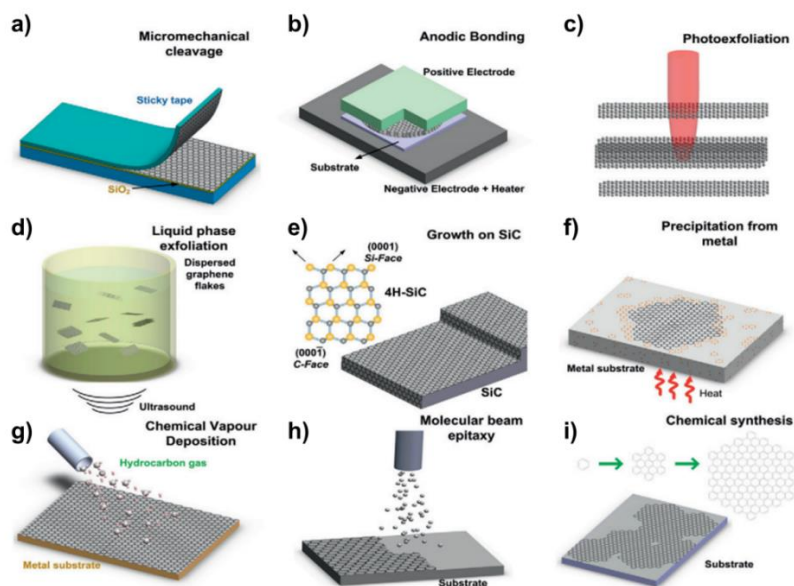 a)
Micromechanical
cleavage
Sticky tape
SiO₂
b)
Anodic Bonding
Positive Electrode
Substrate
Negative Electrode + Heater
c)
Photoexfoliation
d)
Liquid phase
exfoliation
Dispersed
graphene
flakes
Ultrasound
e)
Growth on SiC
(0001)
Si-Face
4H-SiC
(0001̄)
C-Face
SiC
f)
Precipitation from
metal
Metal substrate
Heat
g)
Chemical Vapour
Deposition
Hydrocarbon gas
Metal substrate
h)
Molecular beam
epitaxy
Substrate
i)
Chemical synthesis
Substrate